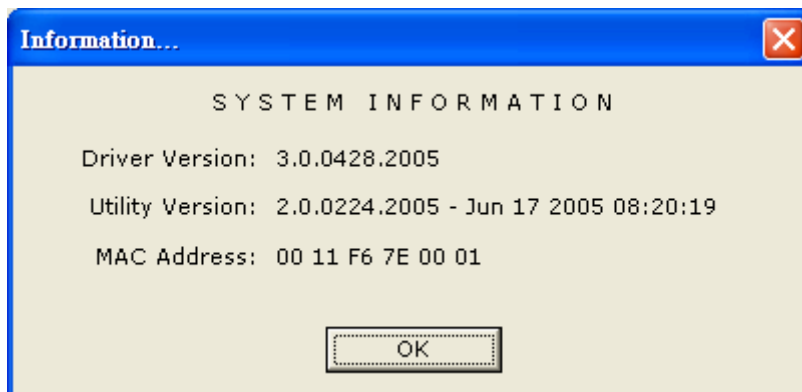 Information...
SYSTEM INFORMATION
Driver Version: 3.0.0428.2005
Utility Version: 2.0.0224.2005 - Jun 17 2005 08:20:19
MAC Address: 00 11 F6 7E 00 01
OK